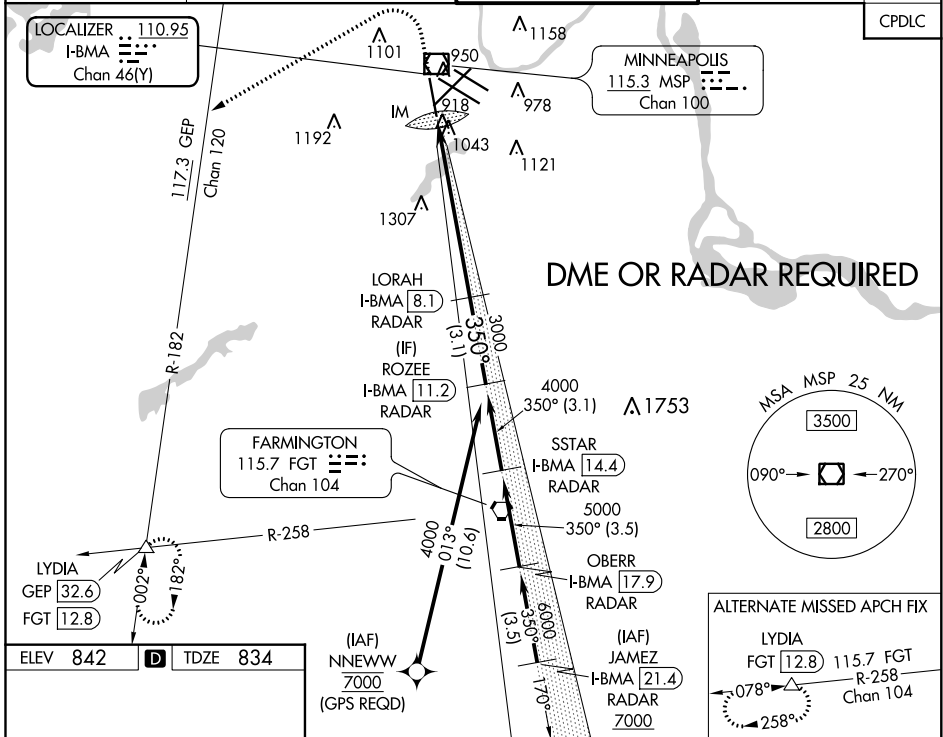 CPDLC
LOCALIZER 110.95
I-BMA
Chan 46(Y)
1101
1158
950
MINNEAPOLIS
115.3 MSP
Chan 100
117.3 GEP
Chan 120
1192
IM
918
978
1043
1121
1307
DME OR RADAR REQUIRED
LORAH
I-BMA 8.1
RADAR
350°
(3.1)
3000
(IF)
ROZEE
I-BMA 11.2
RADAR
4000
350° (3.1)
1753
MSA MSP 25 NM
3500
090°
270°
2800
R-182
FARMINGTON
115.7 FGT
Chan 104
SSTAR
I-BMA 14.4
RADAR
5000
350° (3.5)
R-258
4000
013°
(10.6)
LYDIA
GEP 32.6
FGT 12.8
002°
182°
OBERR
I-BMA 17.9
RADAR
6000
350°
(3.5)
170°
(IAF)
JAMEZ
I-BMA 21.4
RADAR
7000
(IAF)
NNEWW
7000
(GPS REQD)
ALTERNATE MISSED APCH FIX
LYDIA
FGT 12.8 115.7 FGT
R-258
Chan 104
078°
258°
ELEV 842 D TDZE 834